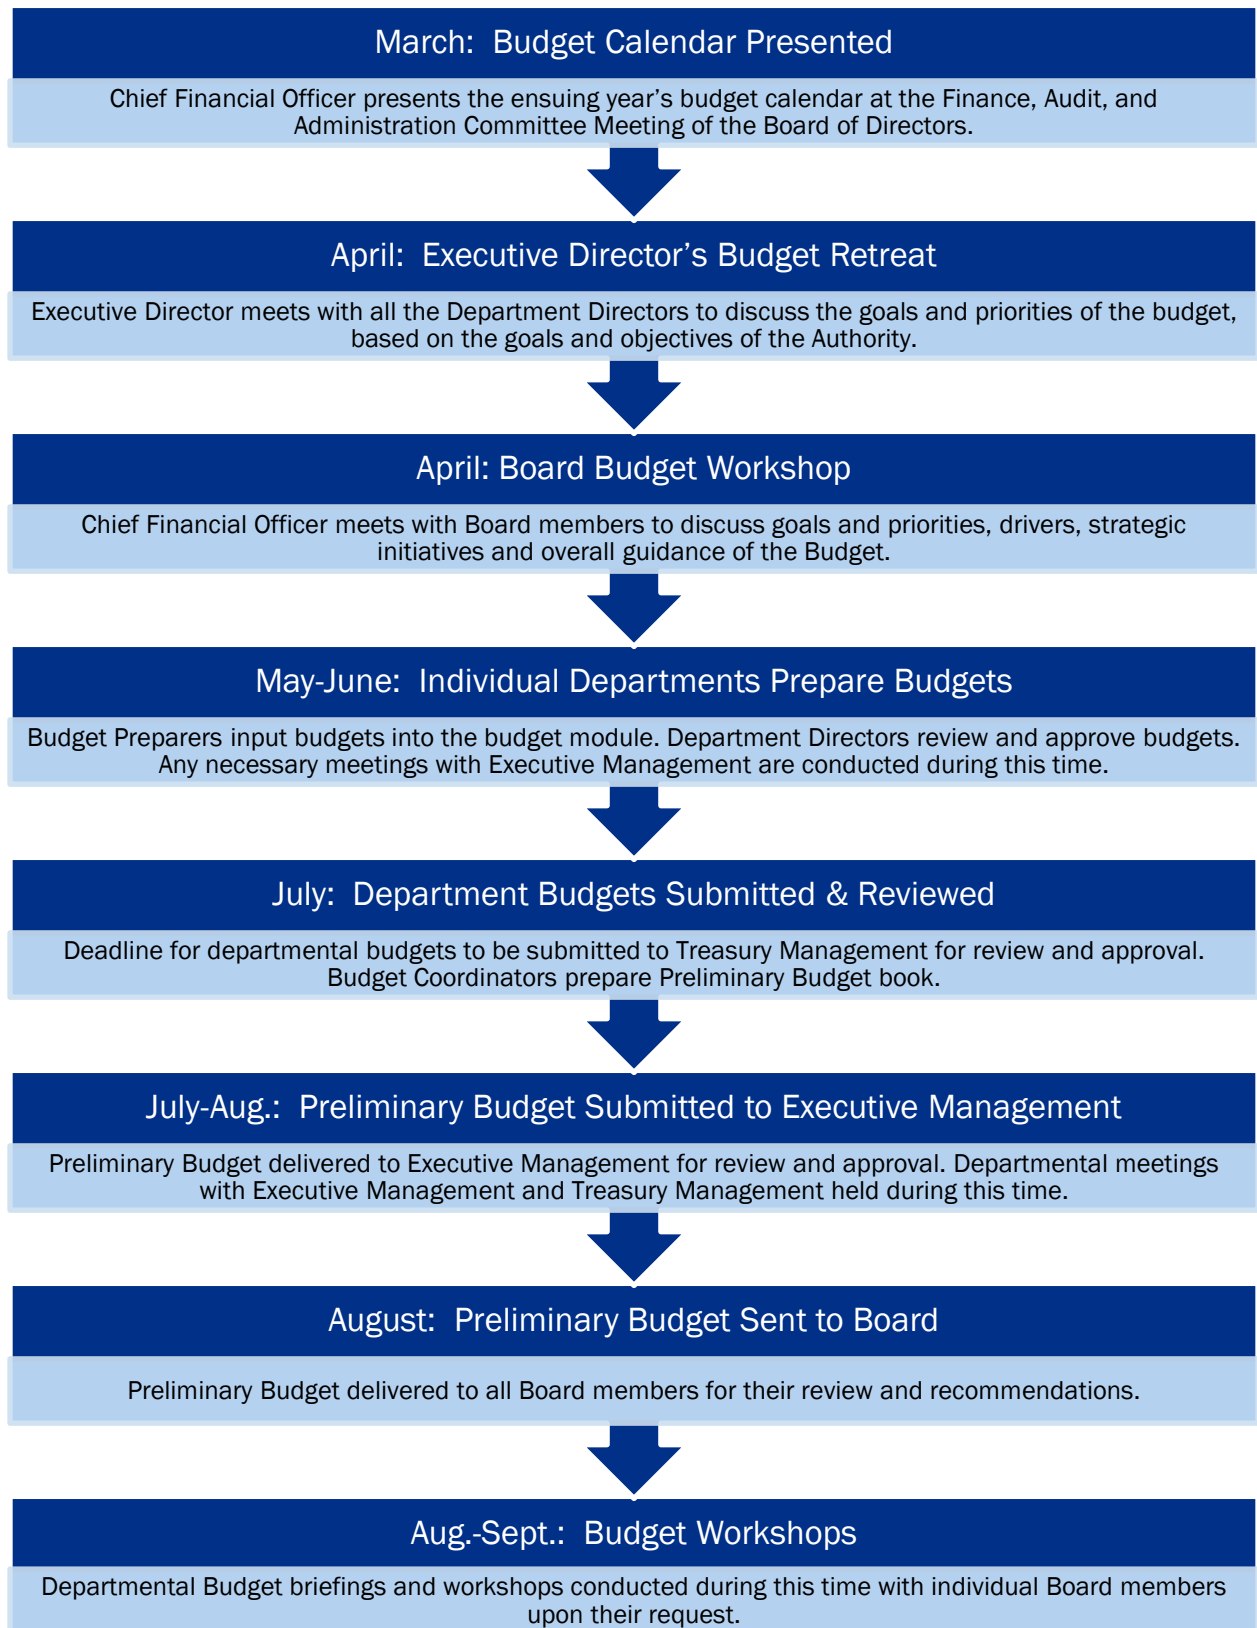 March:  Budget Calendar Presented
Chief Financial Officer presents the ensuing year’s budget calendar at the Finance, Audit, and
Administration Committee Meeting of the Board of Directors.
April:  Executive Director’s Budget Retreat
Executive Director meets with all the Department Directors to discuss the goals and priorities of the budget,
based on the goals and objectives of the Authority.
April: Board Budget Workshop
Chief Financial Officer meets with Board members to discuss goals and priorities, drivers, strategic
initiatives and overall guidance of the Budget.
May-June:  Individual Departments Prepare Budgets
Budget Preparers input budgets into the budget module. Department Directors review and approve budgets.
Any necessary meetings with Executive Management are conducted during this time.
July:  Department Budgets Submitted & Reviewed
Deadline for departmental budgets to be submitted to Treasury Management for review and approval.
Budget Coordinators prepare Preliminary Budget book.
July-Aug.:  Preliminary Budget Submitted to Executive Management
Preliminary Budget delivered to Executive Management for review and approval. Departmental meetings
with Executive Management and Treasury Management held during this time.
August:  Preliminary Budget Sent to Board
Preliminary Budget delivered to all Board members for their review and recommendations.
Aug.-Sept.:  Budget Workshops
Departmental Budget briefings and workshops conducted during this time with individual Board members
upon their request.